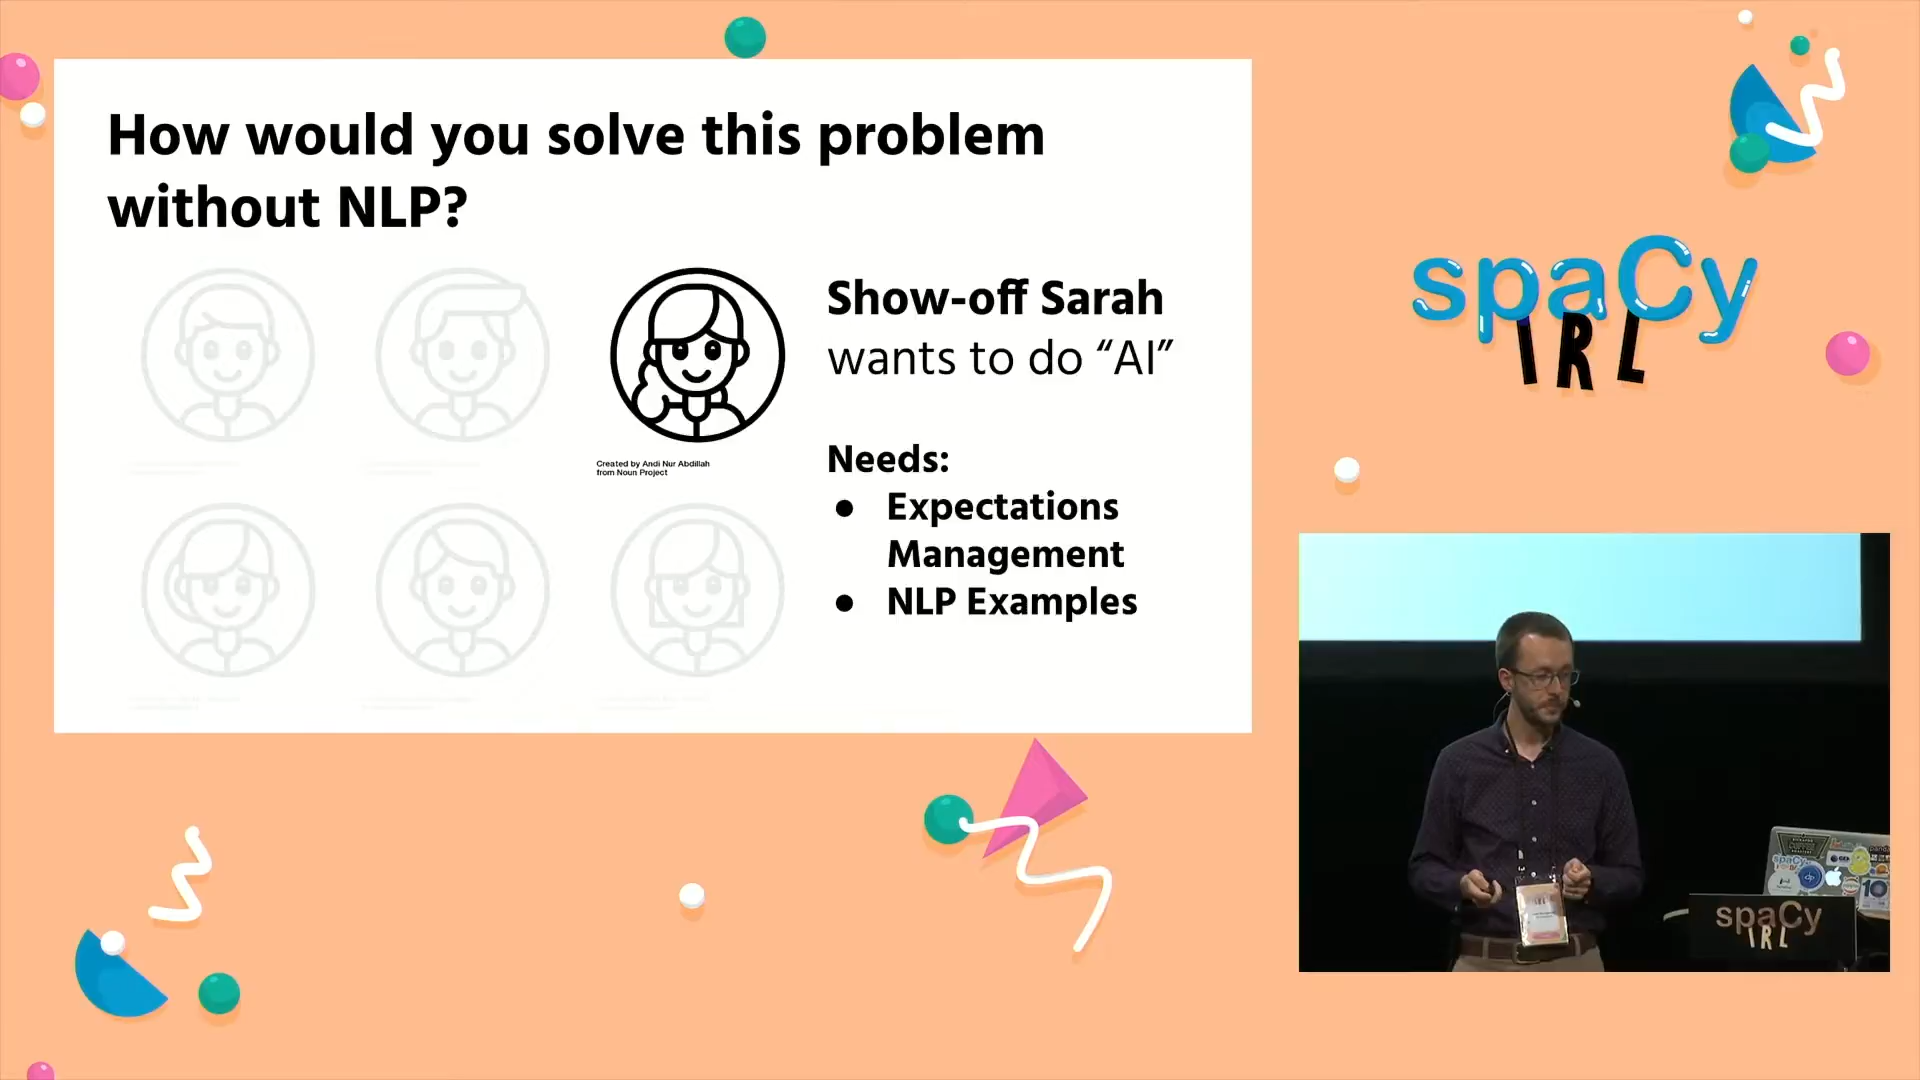 How would you solve this problem
without NLP?
Show-off Sarah
wants to do “AI”
Created by Andi Nur Abdillah
from Noun Project
Needs:
● Expectations
Management
● NLP Examples
spaCy
IRL
spaCy
IRL